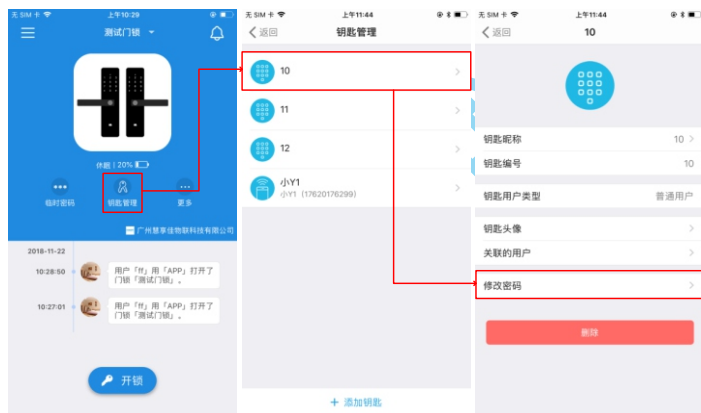 无 SIM 卡
上午10:29
测试门锁
休眠 | 20%
临时密码
钥匙管理
更多
广州慧享佳物联科技有限公司
2018-11-22
10:28:50
用户「ff」用「APP」打开了
门锁「测试门锁」。
10:27:01
用户「ff」用「APP」打开了
门锁「测试门锁」。
开锁
无 SIM 卡
上午11:44
返回
钥匙管理
10
11
12
小Y1
小Y1（17620176299）
+ 添加钥匙
无 SIM 卡
上午11:44
返回
10
钥匙昵称
10
钥匙编号
10
钥匙用户类型
普通用户
钥匙头像
关联的用户
修改密码
删除